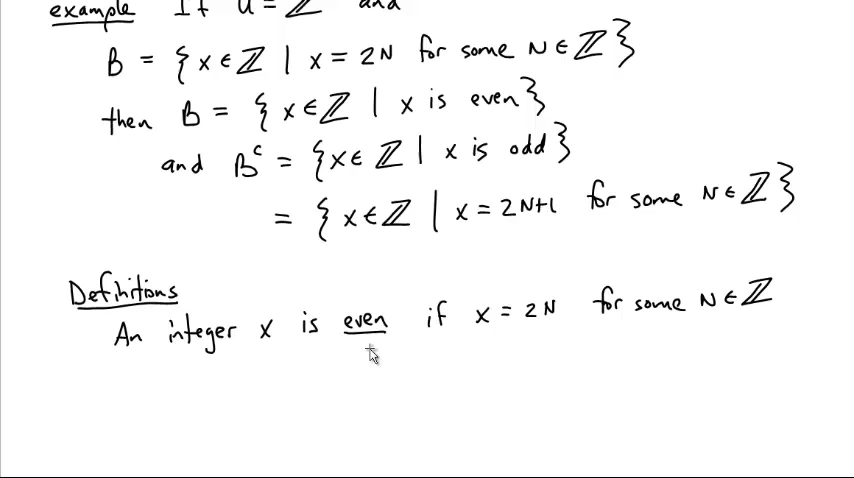 example If U = ℤ and
B = { x ∈ ℤ | x = 2N for some N ∈ ℤ }
then B = { x ∈ ℤ | x is even }
and Bᶜ = { x ∈ ℤ | x is odd }
= { x ∈ ℤ | x = 2N+1 for some N ∈ ℤ }
Definitions
An integer x is even if x = 2N for some N ∈ ℤ